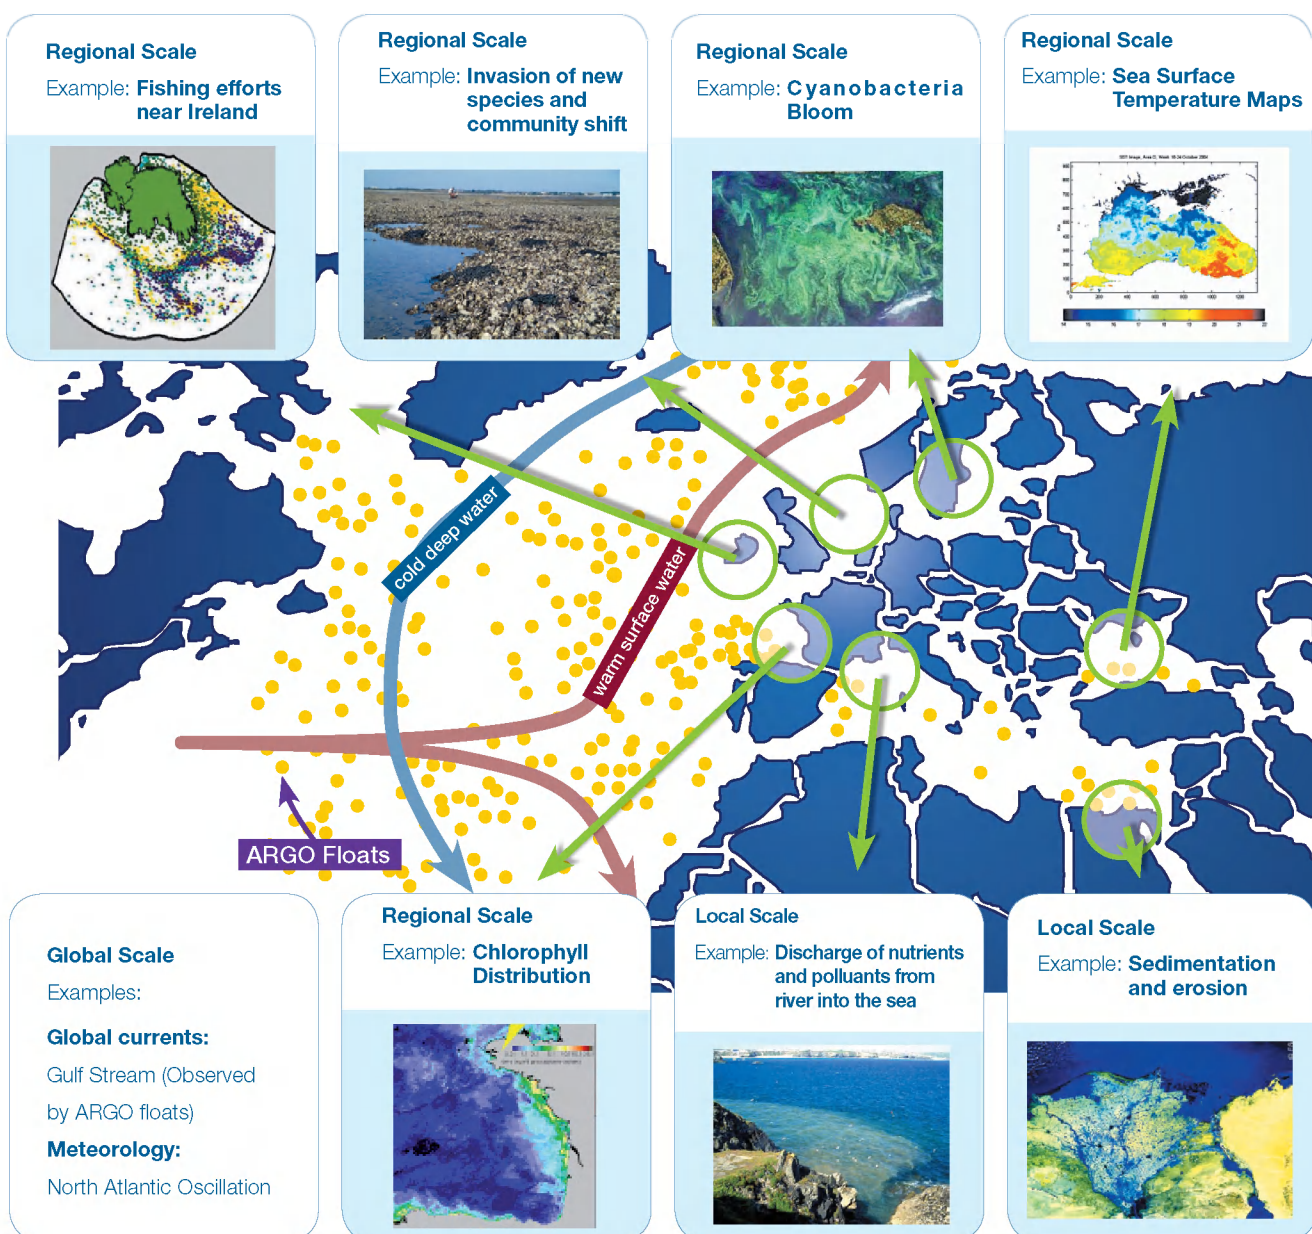 Regional Scale
Example: Fishing efforts
near Ireland
Regional Scale
Example: Invasion of new
species and
community shift
Regional Scale
Example: Cyanobacteria
Bloom
Regional Scale
Example: Sea Surface
Temperature Maps
cold deep water
warm surface water
ARGO Floats
Global Scale
Examples:
Global currents:
Gulf Stream (Observed
by ARGO floats)
Meteorology:
North Atlantic Oscillation
Regional Scale
Example: Chlorophyll
Distribution
Local Scale
Example: Discharge of nutrients
and polluants from
river into the sea
Local Scale
Example: Sedimentation
and erosion